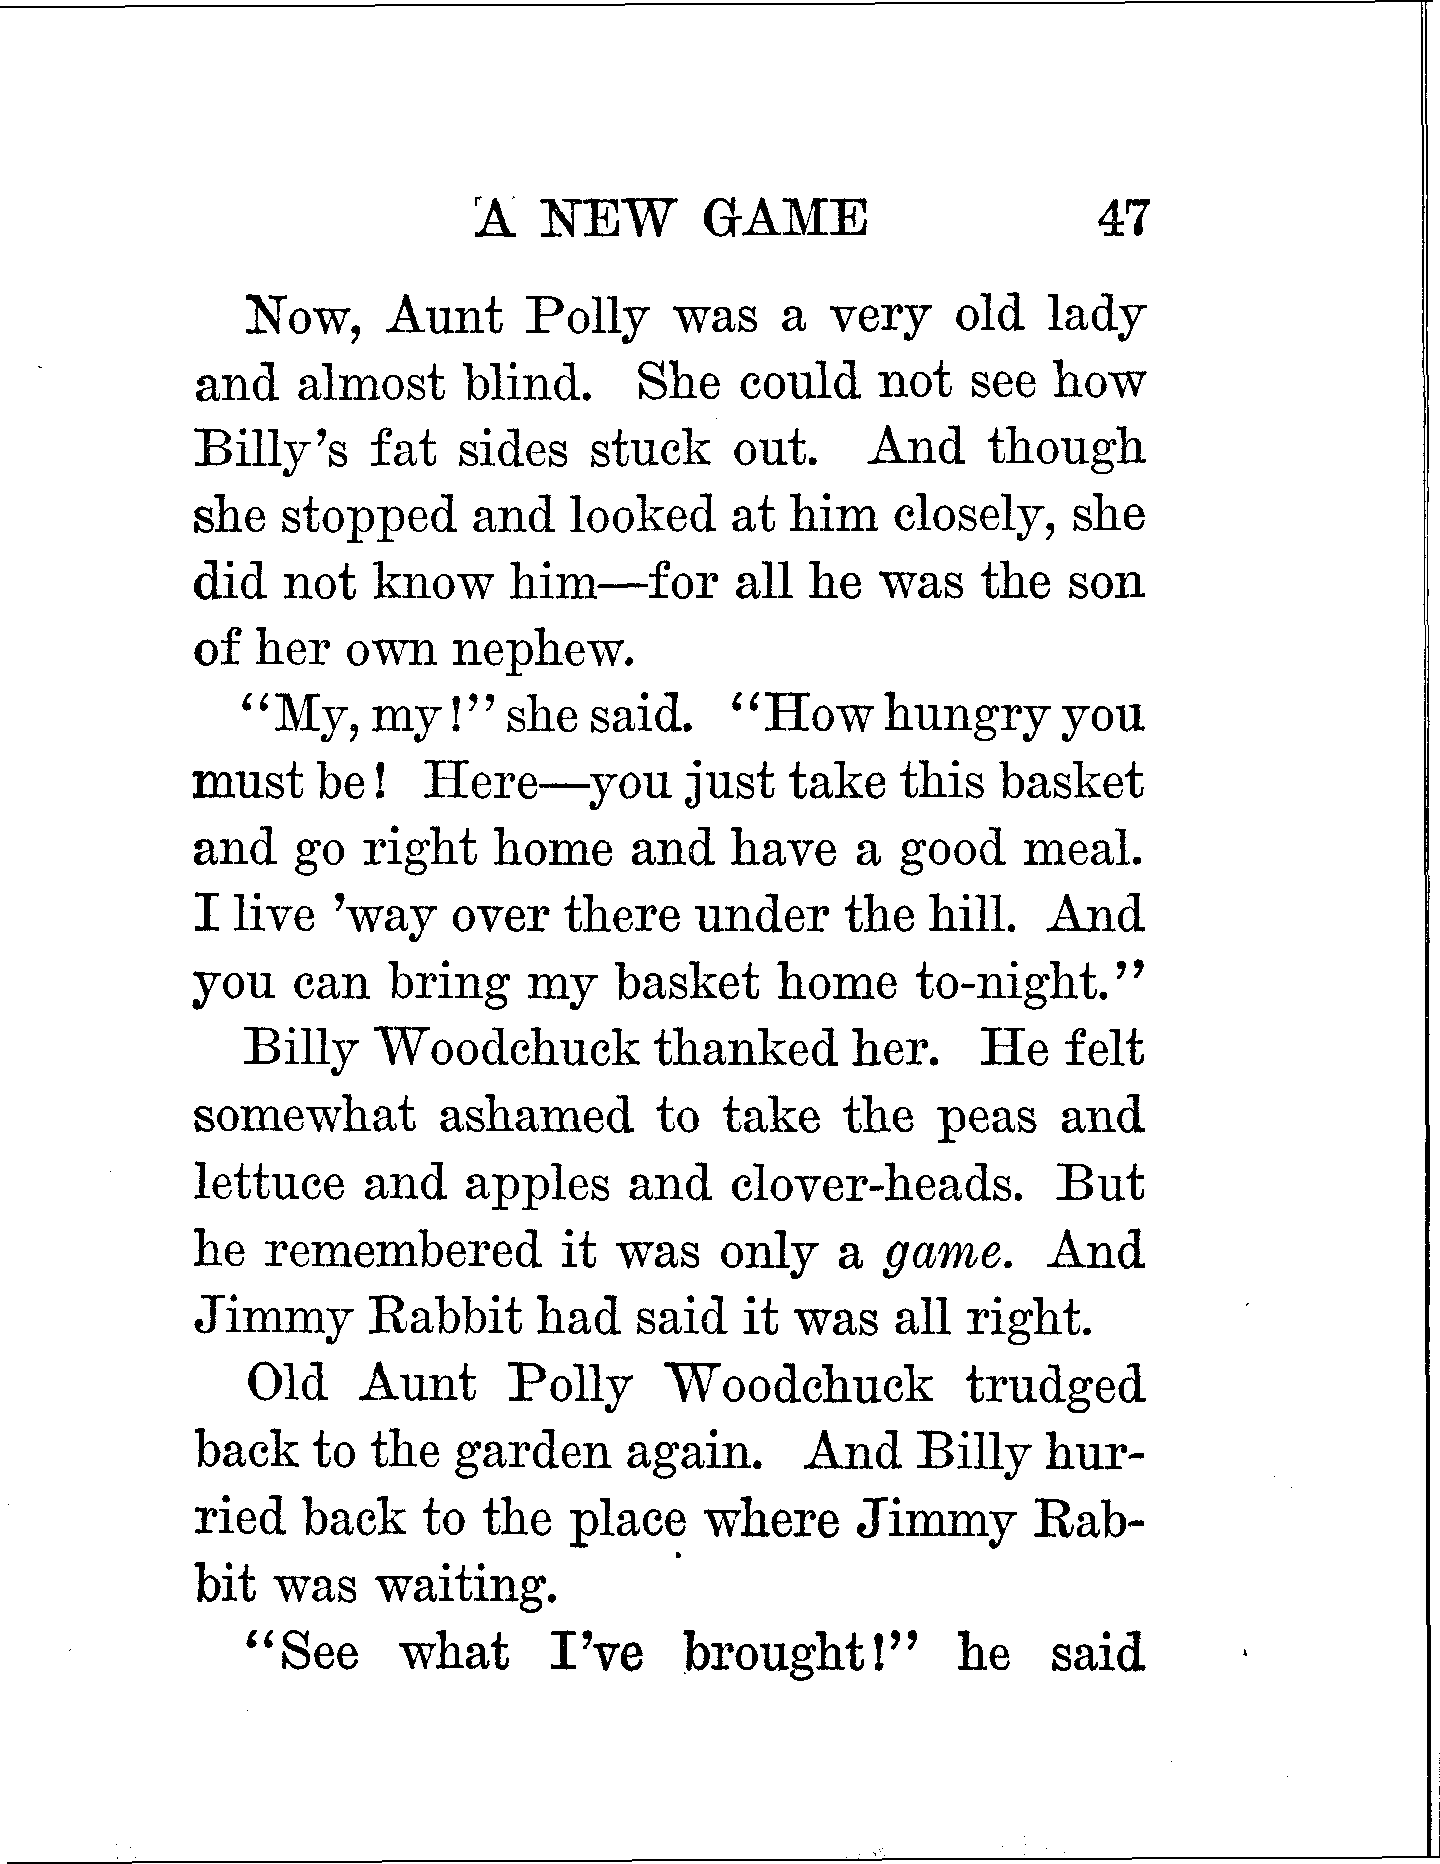 A NEW GAME 47
Now, Aunt Polly was a very old lady
and almost blind. She could not see how
Billy's fat sides stuck out. And though
she stopped and looked at him closely, she
did not know him—for all he was the son
of her own nephew.
"My, my!" she said. "How hungry you
must be! Here—you just take this basket
and go right home and have a good meal.
I live 'way over there under the hill. And
you can bring my basket home to-night."
Billy Woodchuck thanked her. He felt
somewhat ashamed to take the peas and
lettuce and apples and clover-heads. But
he remembered it was only a game. And
Jimmy Rabbit had said it was all right.
Old Aunt Polly Woodchuck trudged
back to the garden again. And Billy hur-
ried back to the place where Jimmy Rab-
bit was waiting.
"See what I've brought!" he said